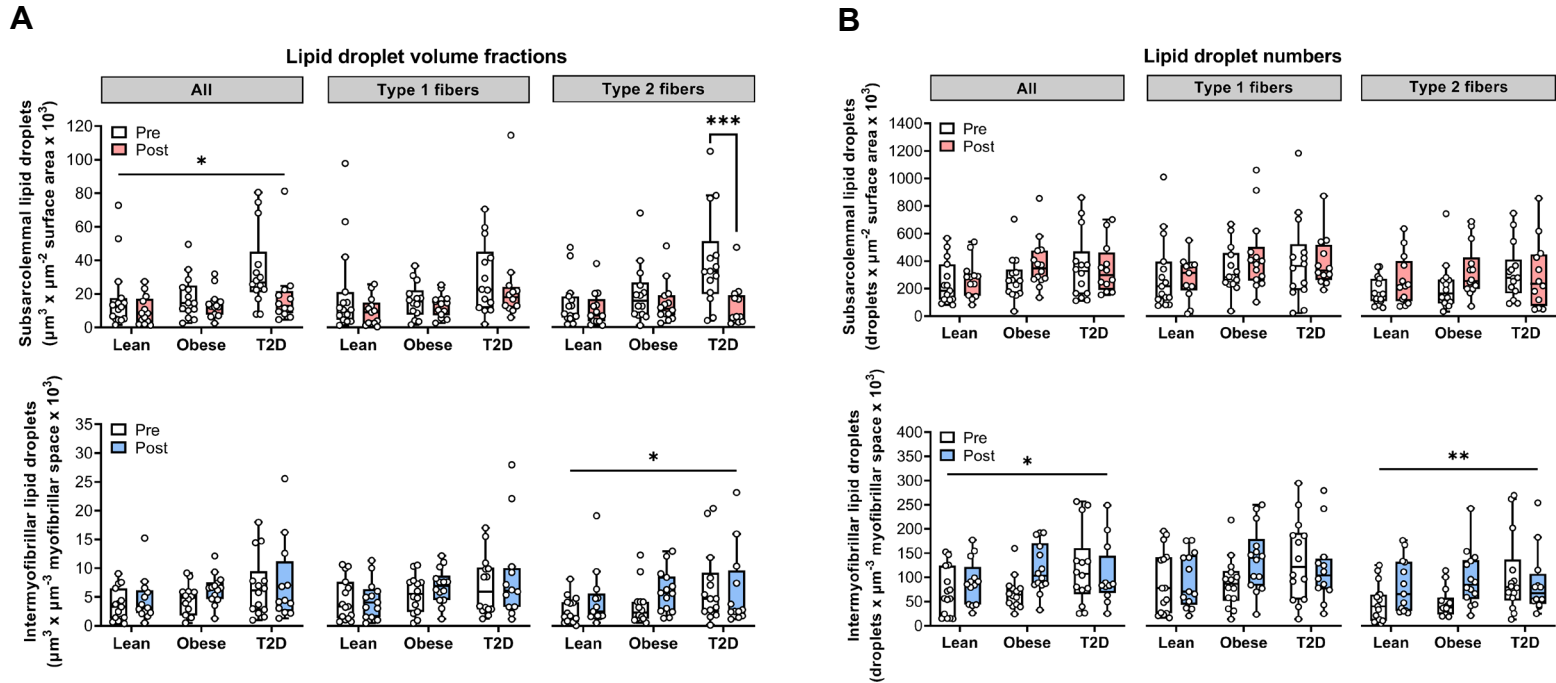 A
Lipid droplet volume fractions
All
Type 1 fibers
Type 2 fibers
Subsarcolemmal lipid droplets
(μm³ x μm⁻² surface area x 10³)
120
100
80
60
40
20
0
Pre
Post
*
***
Lean Obese T2D
Lean Obese T2D
Lean Obese T2D
Intermyofibrillar lipid droplets
(μm³ x μm⁻³ myofibrillar space x 10³)
35
30
25
20
15
10
5
0
Pre
Post
*
Lean Obese T2D
Lean Obese T2D
Lean Obese T2D
B
Lipid droplet numbers
All
Type 1 fibers
Type 2 fibers
Subsarcolemmal lipid droplets
(droplets x μm⁻² surface area x 10³)
1400
1200
1000
800
600
400
200
0
Pre
Post
Lean Obese T2D
Lean Obese T2D
Lean Obese T2D
Intermyofibrillar lipid droplets
(droplets x μm⁻³ myofibrillar space x 10³)
400
350
300
250
200
150
100
50
0
Pre
Post
*
**
Lean Obese T2D
Lean Obese T2D
Lean Obese T2D